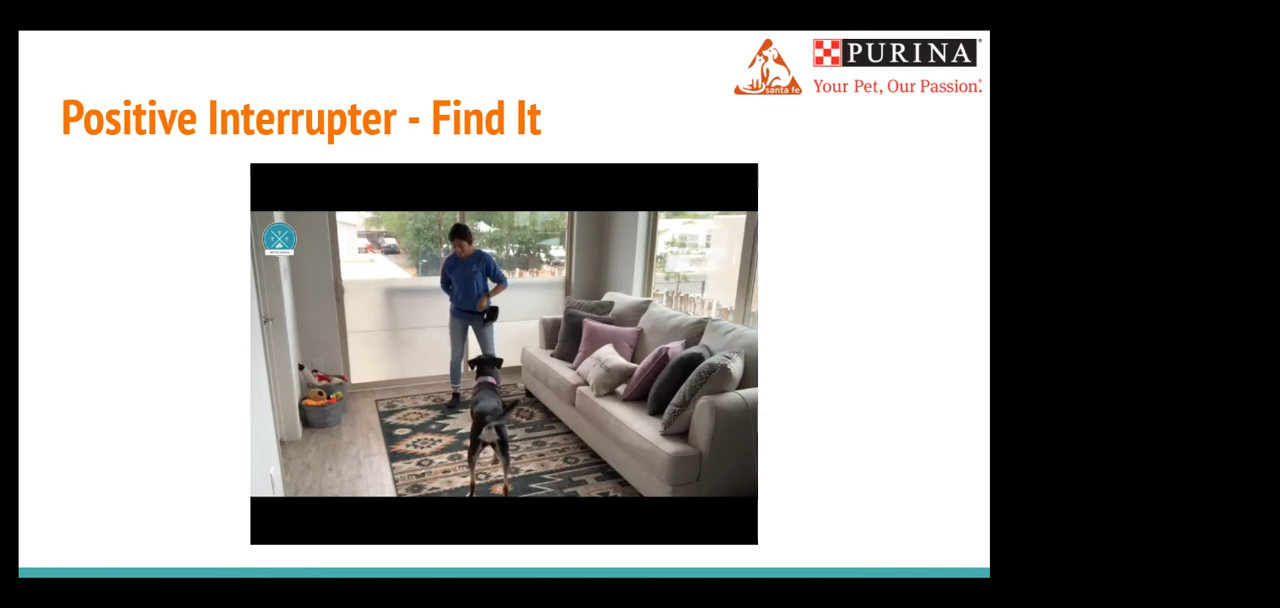 santa fe
PURINA®
Your Pet, Our Passion.®
Positive Interrupter - Find It